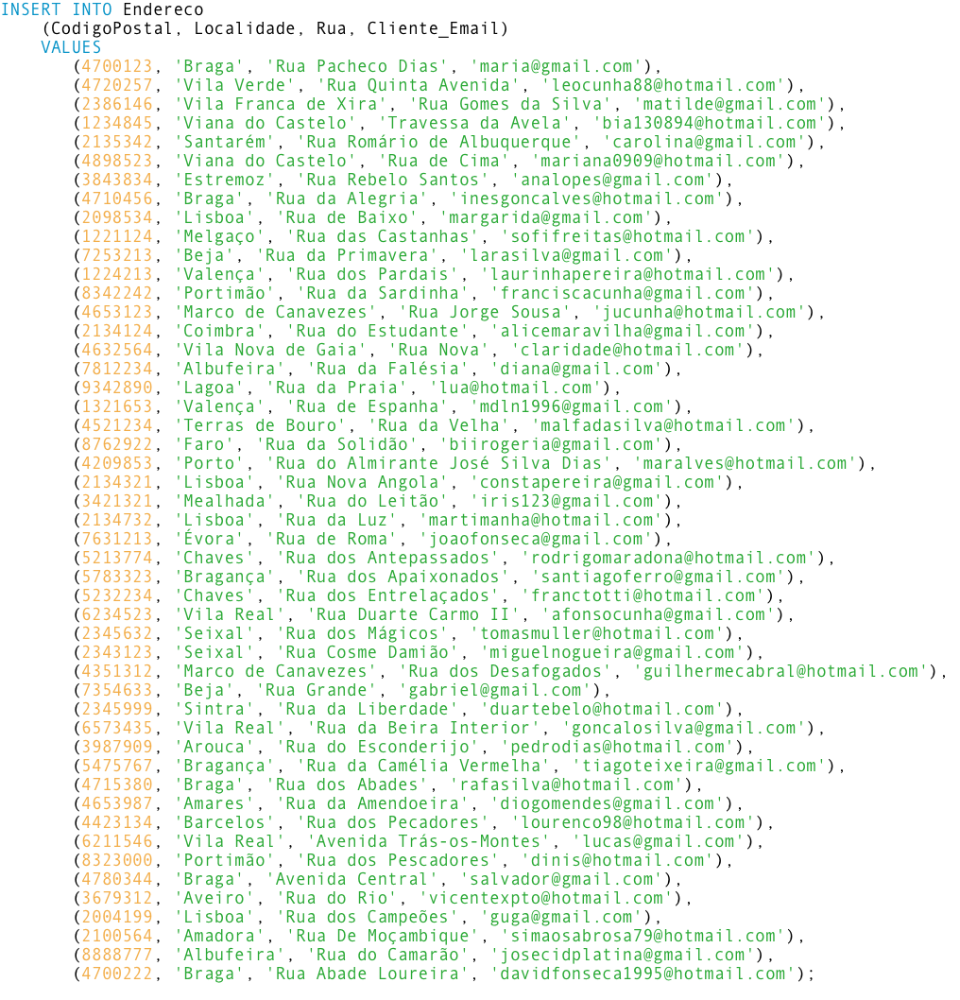 INSERT INTO Endereco
(CodigoPostal, Localidade, Rua, Cliente_Email)
VALUES
(4700123, 'Braga', 'Rua Pacheco Dias', 'maria@gmail.com'),
(4720257, 'Vila Verde', 'Rua Quinta Avenida', 'leocunha88@hotmail.com'),
(2386146, 'Vila Franca de Xira', 'Rua Gomes da Silva', 'matilde@gmail.com'),
(1234845, 'Viana do Castelo', 'Travessa da Avela', 'bia130894@hotmail.com'),
(2135342, 'Santarém', 'Rua Romário de Albuquerque', 'carolina@gmail.com'),
(4898523, 'Viana do Castelo', 'Rua de Cima', 'mariana0909@hotmail.com'),
(3843834, 'Estremoz', 'Rua Rebelo Santos', 'analopes@gmail.com'),
(4710456, 'Braga', 'Rua da Alegria', 'inesgoncalves@hotmail.com'),
(2098534, 'Lisboa', 'Rua de Baixo', 'margarida@gmail.com'),
(1221124, 'Melgaço', 'Rua das Castanhas', 'sofifreitas@hotmail.com'),
(7253213, 'Beja', 'Rua da Primavera', 'larasilva@gmail.com'),
(1224213, 'Valença', 'Rua dos Pardais', 'laurinhapereira@hotmail.com'),
(8342242, 'Portimão', 'Rua da Sardinha', 'franciscacunha@gmail.com'),
(4653123, 'Marco de Canavezes', 'Rua Jorge Sousa', 'jucunha@hotmail.com'),
(2134124, 'Coimbra', 'Rua do Estudante', 'alicemaravilha@gmail.com'),
(4632564, 'Vila Nova de Gaia', 'Rua Nova', 'claridade@hotmail.com'),
(7812234, 'Albufeira', 'Rua da Falésia', 'diana@gmail.com'),
(9342890, 'Lagoa', 'Rua da Praia', 'lua@hotmail.com'),
(1321653, 'Valença', 'Rua de Espanha', 'mdln1996@gmail.com'),
(4521234, 'Terras de Bouro', 'Rua da Velha', 'malfadasilva@hotmail.com'),
(8762922, 'Faro', 'Rua da Solidão', 'biirogeria@gmail.com'),
(4209853, 'Porto', 'Rua do Almirante José Silva Dias', 'maralves@hotmail.com'),
(2134321, 'Lisboa', 'Rua Nova Angola', 'constapereira@gmail.com'),
(3421321, 'Mealhada', 'Rua do Leitão', 'iris123@gmail.com'),
(2134732, 'Lisboa', 'Rua da Luz', 'martimanha@hotmail.com'),
(7631213, 'Évora', 'Rua de Roma', 'joaofonseca@gmail.com'),
(5213774, 'Chaves', 'Rua dos Antepassados', 'rodrigomaradona@hotmail.com'),
(5783323, 'Bragança', 'Rua dos Apaixonados', 'santiagoferro@gmail.com'),
(5232234, 'Chaves', 'Rua dos Entrelaçados', 'franctotti@hotmail.com'),
(6234523, 'Vila Real', 'Rua Duarte Carmo II', 'afonsocunha@gmail.com'),
(2345632, 'Seixal', 'Rua dos Mágicos', 'tomasmuller@hotmail.com'),
(2343123, 'Seixal', 'Rua Cosme Damião', 'miguelnogueira@gmail.com'),
(4351312, 'Marco de Canavezes', 'Rua dos Desafogados', 'guilhermecabral@hotmail.com'),
(7354633, 'Beja', 'Rua Grande', 'gabriel@gmail.com'),
(2345999, 'Sintra', 'Rua da Liberdade', 'duartebelo@hotmail.com'),
(6573435, 'Vila Real', 'Rua da Beira Interior', 'goncalosilva@gmail.com'),
(3987909, 'Arouca', 'Rua do Esconderijo', 'pedrodias@hotmail.com'),
(5475767, 'Bragança', 'Rua da Camélia Vermelha', 'tiagoteixeira@gmail.com'),
(4715380, 'Braga', 'Rua dos Abades', 'rafasilva@hotmail.com'),
(4653987, 'Amares', 'Rua da Amendoeira', 'diogomendes@gmail.com'),
(4423134, 'Barcelos', 'Rua dos Pecadores', 'lourenco98@hotmail.com'),
(6211546, 'Vila Real', 'Avenida Trás-os-Montes', 'lucas@gmail.com'),
(8323000, 'Portimão', 'Rua dos Pescadores', 'dinis@hotmail.com'),
(4780344, 'Braga', 'Avenida Central', 'salvador@gmail.com'),
(3679312, 'Aveiro', 'Rua do Rio', 'vicentexpto@hotmail.com'),
(2004199, 'Lisboa', 'Rua dos Campeões', 'guga@gmail.com'),
(2100564, 'Amadora', 'Rua De Moçambique', 'simaosabrosa79@hotmail.com'),
(8888777, 'Albufeira', 'Rua do Camarão', 'josecidplatina@gmail.com'),
(4700222, 'Braga', 'Rua Abade Loureira', 'davidfonseca1995@hotmail.com');